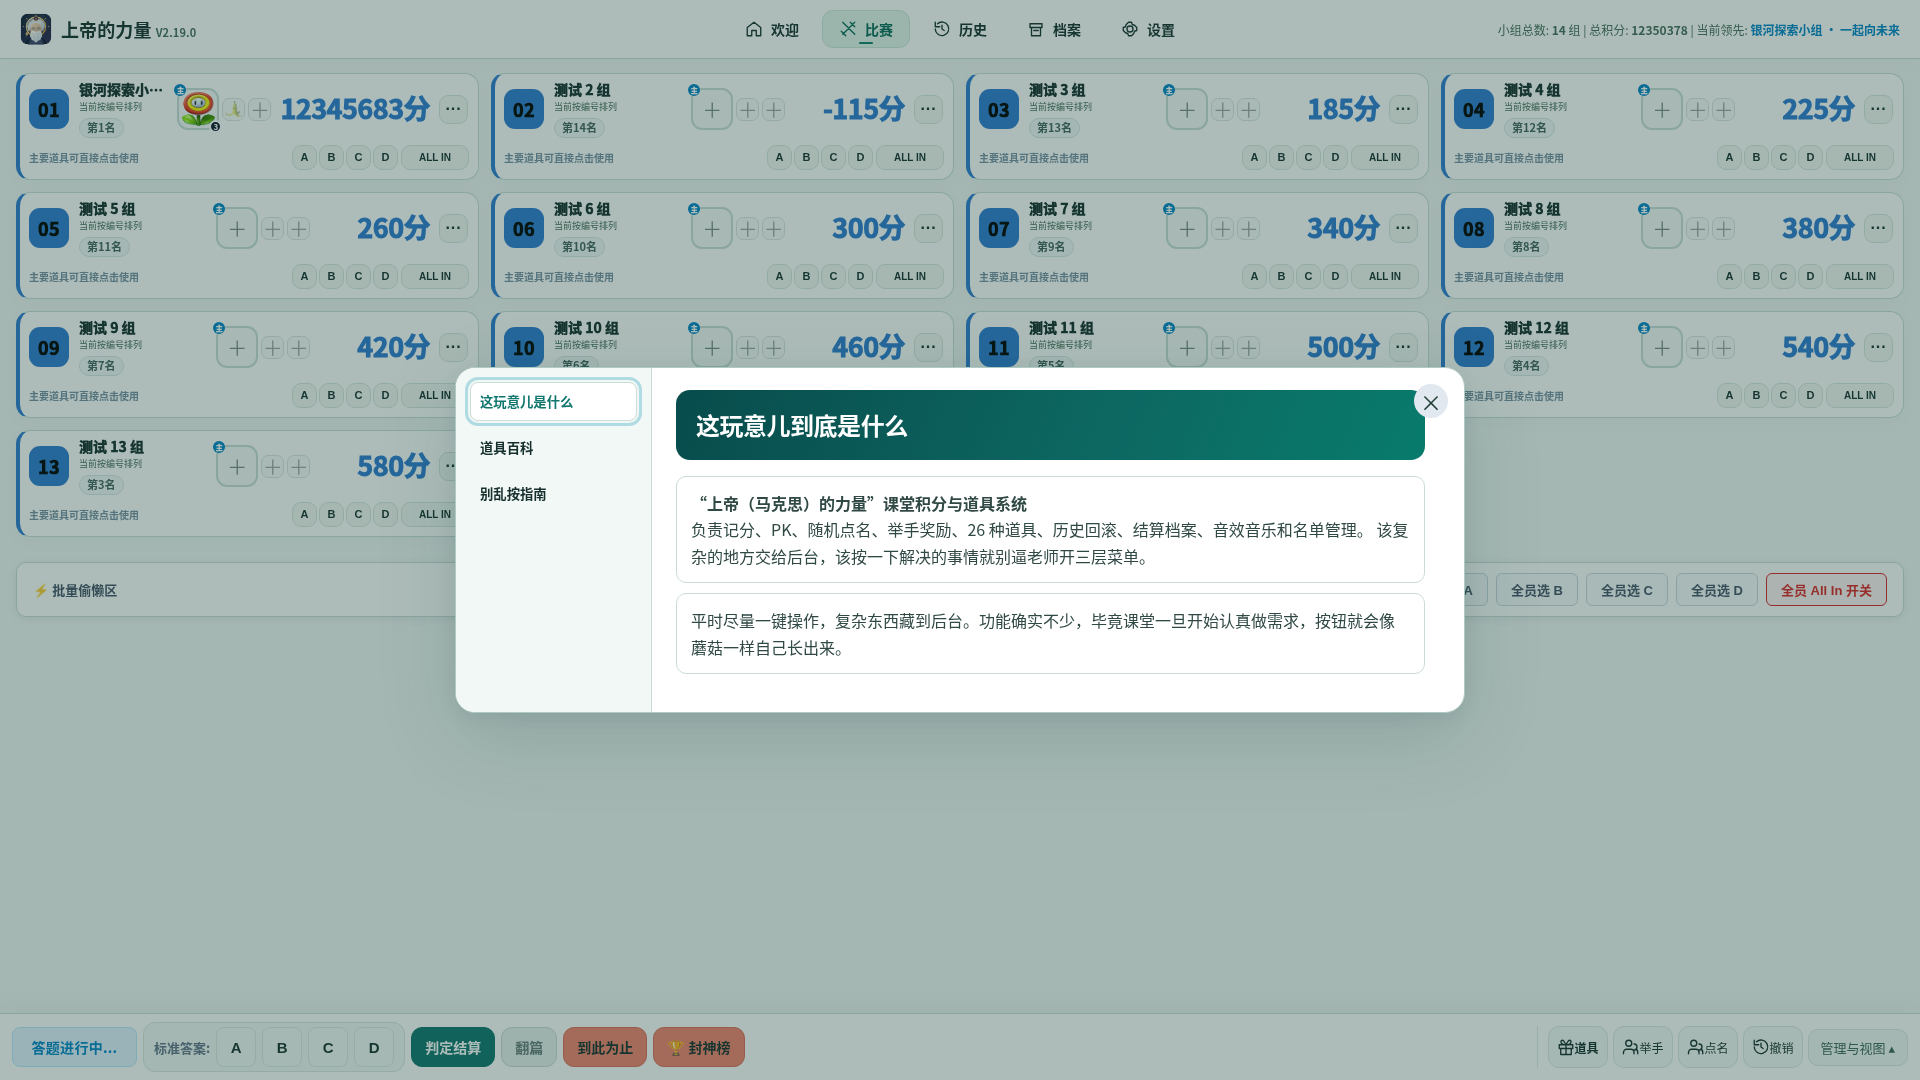 上帝的力量 V2.19.0
欢迎
比赛
历史
档案
设置
小组总数: 14 组 | 总积分: 12350378 | 当前领先: 银河探索小组 · 一起向未来
01
银河探索小…
当前按编号排列
第1名
主
3
12345683分
主要道具可直接点击使用
A B C D ALL IN
02
测试 2 组
当前按编号排列
第14名
主
-115分
主要道具可直接点击使用
A B C D ALL IN
03
测试 3 组
当前按编号排列
第13名
主
185分
主要道具可直接点击使用
A B C D ALL IN
04
测试 4 组
当前按编号排列
第12名
主
225分
主要道具可直接点击使用
A B C D ALL IN
05
测试 5 组
当前按编号排列
第11名
主
260分
主要道具可直接点击使用
A B C D ALL IN
06
测试 6 组
当前按编号排列
第10名
主
300分
主要道具可直接点击使用
A B C D ALL IN
07
测试 7 组
当前按编号排列
第9名
主
340分
主要道具可直接点击使用
A B C D ALL IN
08
测试 8 组
当前按编号排列
第8名
主
380分
主要道具可直接点击使用
A B C D ALL IN
09
测试 9 组
当前按编号排列
第7名
主
420分
主要道具可直接点击使用
A B C D ALL IN
10
测试 10 组
当前按编号排列
第6名
主
460分
11
测试 11 组
当前按编号排列
第5名
主
500分
12
测试 12 组
当前按编号排列
第4名
主
540分
要道具可直接点击使用
A B C D ALL IN
13
测试 13 组
当前按编号排列
第3名
主
580分
主要道具可直接点击使用
A B C D ALL IN
这玩意儿是什么
道具百科
别乱按指南
这玩意儿到底是什么
“上帝（马克思）的力量”课堂积分与道具系统
负责记分、PK、随机点名、举手奖励、26 种道具、历史回滚、结算档案、音效音乐和名单管理。 该复
杂的地方交给后台，该按一下解决的事情就别逼老师开三层菜单。
平时尽量一键操作，复杂东西藏到后台。功能确实不少，毕竟课堂一旦开始认真做需求，按钮就会像
蘑菇一样自己长出来。
⚡ 批量偷懒区
A
全员选 B
全员选 C
全员选 D
全员 All In 开关
答题进行中...
标准答案: A B C D
判定结算
翻篇
到此为止
🏆 封神榜
道具
举手
点名
撤销
管理与视图 ▴